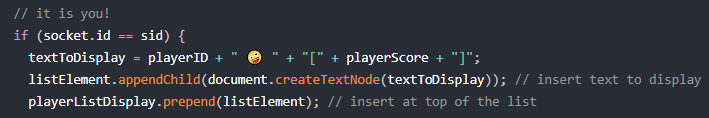 // it is you!
if (socket.id == sid) {
textToDisplay = playerID + " 🤪 " + "[" + playerScore + "]";
listElement.appendChild(document.createTextNode(textToDisplay)); // insert text to display
playerListDisplay.prepend(listElement); // insert at top of the list